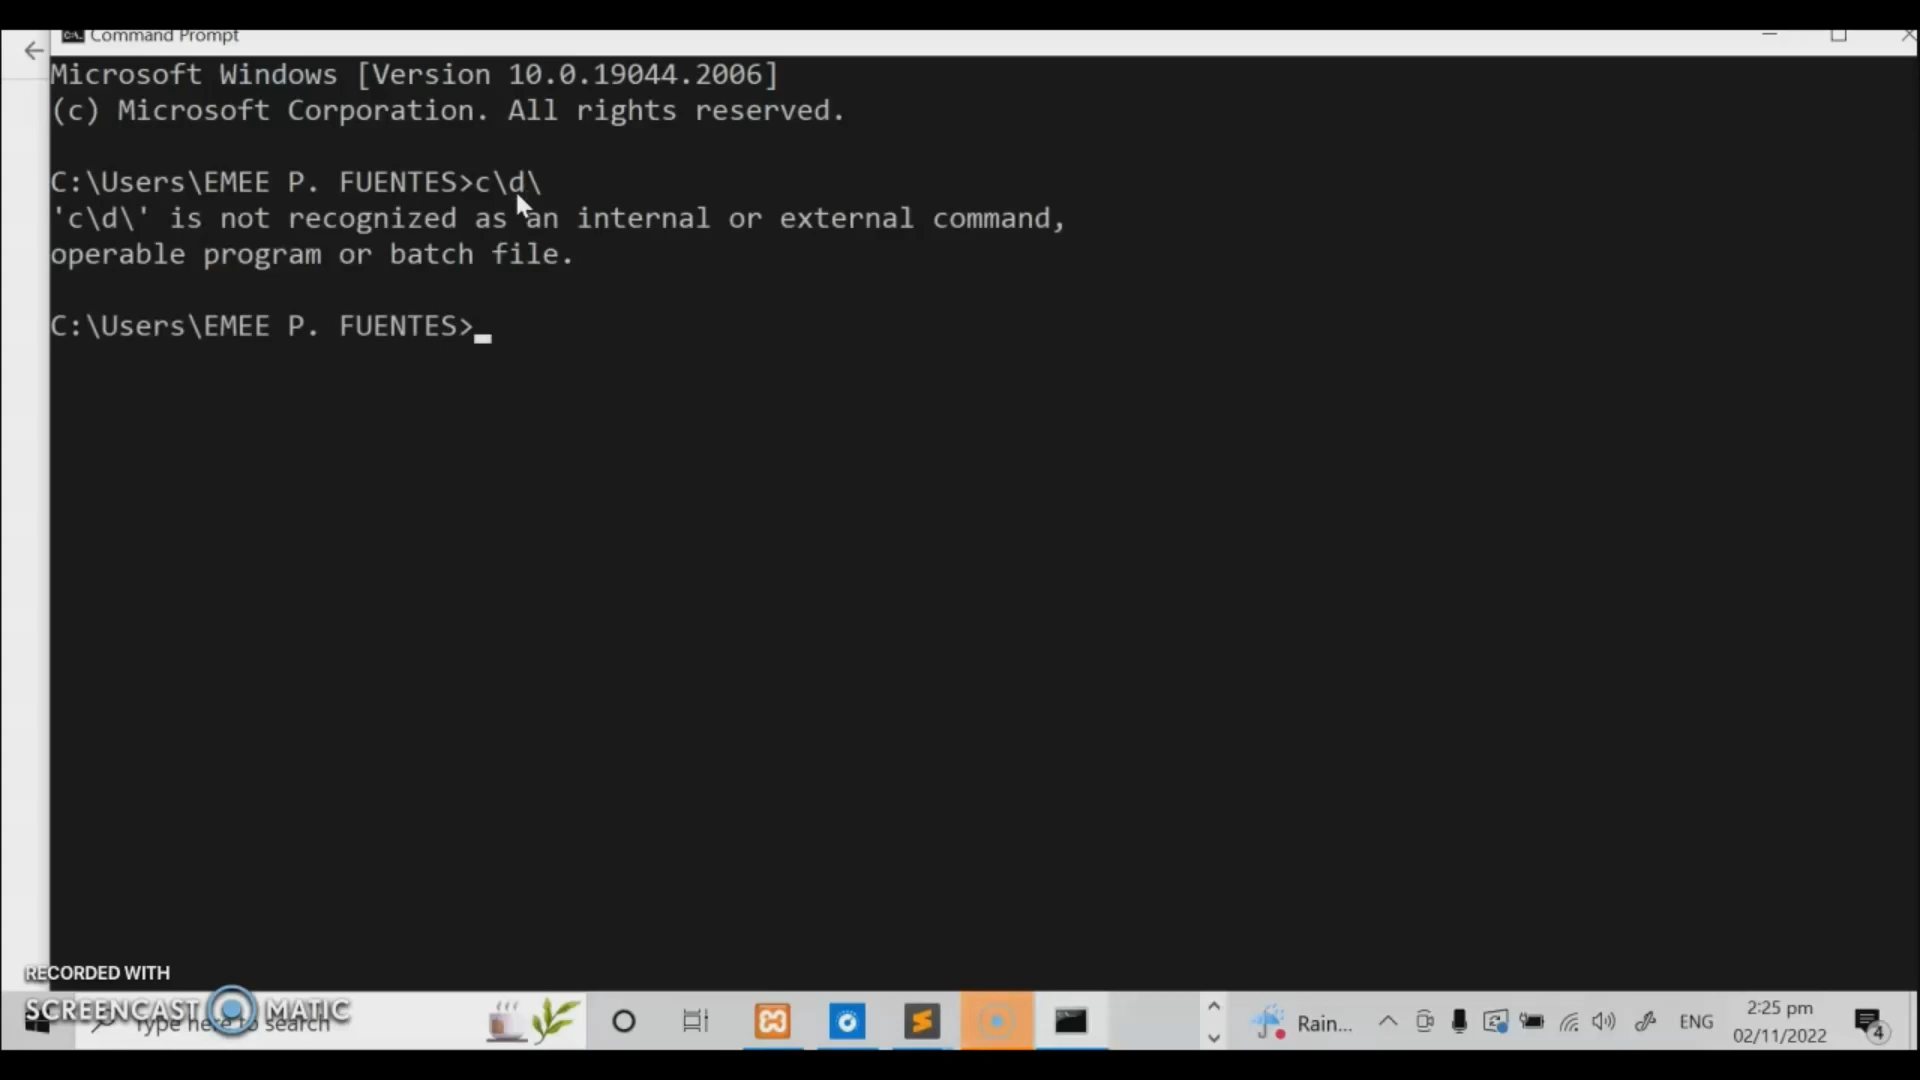 Command Prompt
Microsoft Windows [Version 10.0.19044.2006]
(c) Microsoft Corporation. All rights reserved.
C:\Users\EMEE P. FUENTES>c\d\
'c\d\' is not recognized as an internal or external command,
operable program or batch file.
C:\Users\EMEE P. FUENTES>
RECORDED WITH
SCREENCAST MATIC
Type here to search
Rain...
ENG
2:25 pm
02/11/2022
4